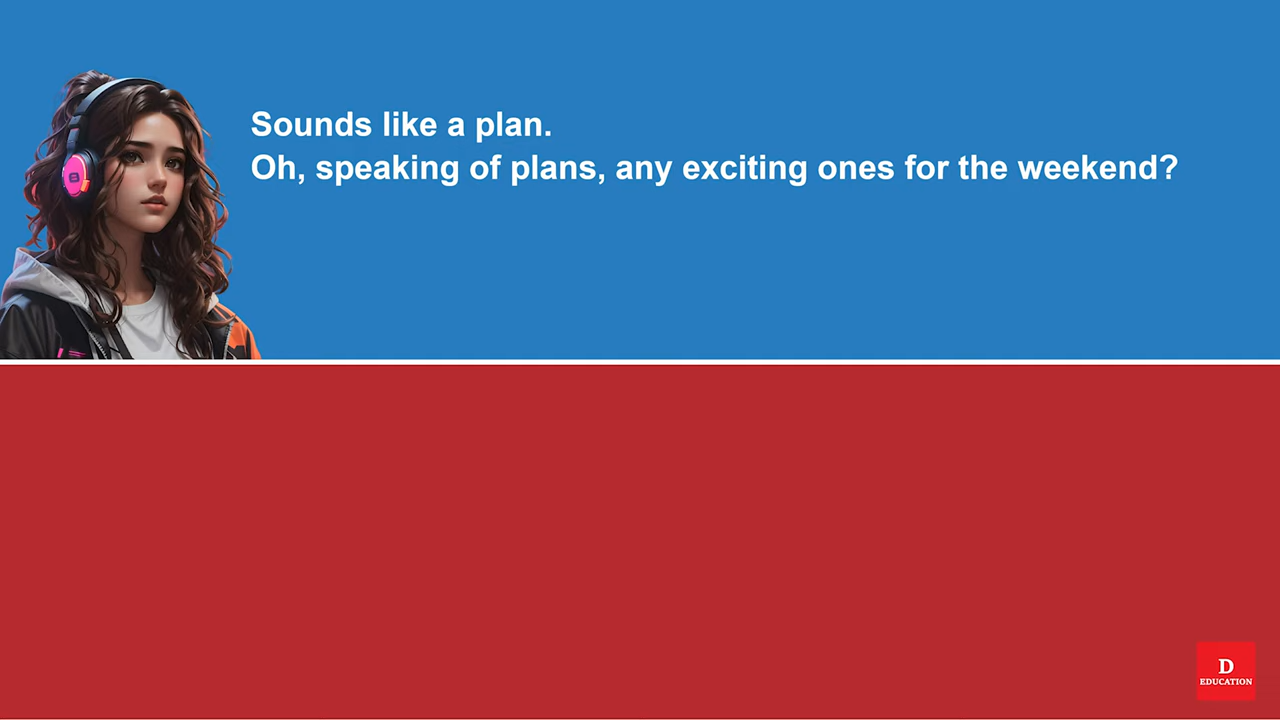 Sounds like a plan.
Oh, speaking of plans, any exciting ones for the weekend?
D
EDUCATION